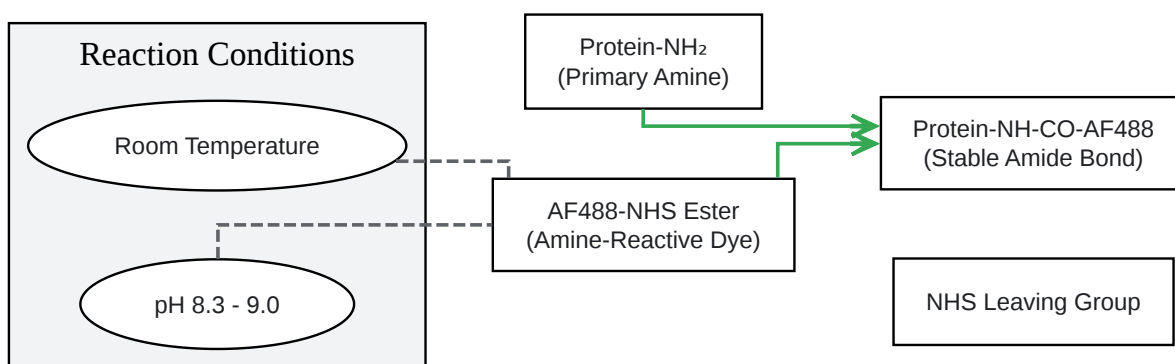 Reaction Conditions
Room Temperature
pH 8.3 - 9.0
Protein-NH₂
(Primary Amine)
AF488-NHS Ester
(Amine-Reactive Dye)
Protein-NH-CO-AF488
(Stable Amide Bond)
NHS Leaving Group